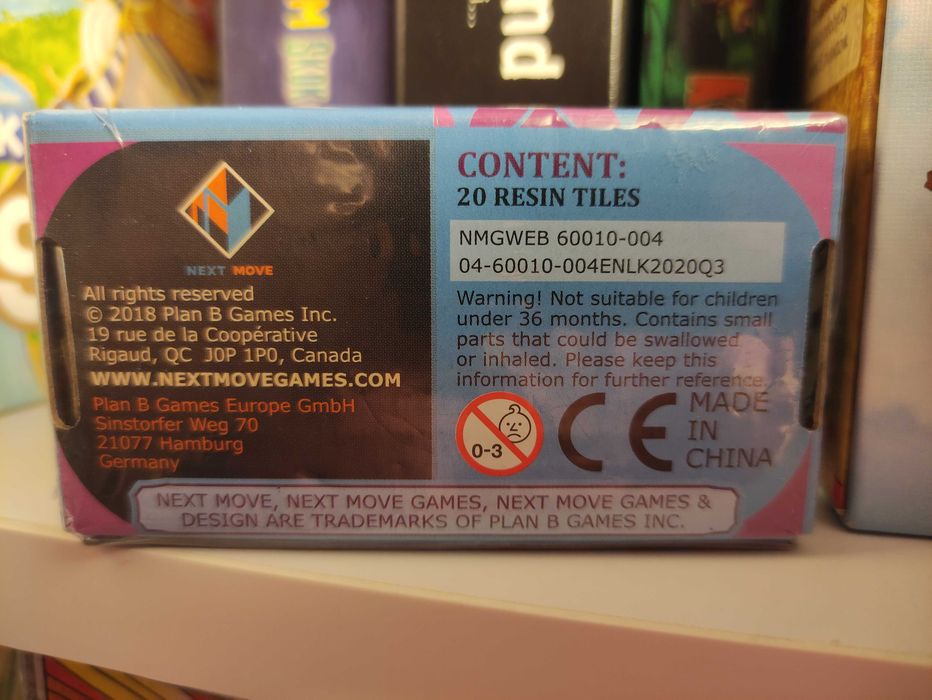 NEXT MOVE
All rights reserved
© 2018 Plan B Games Inc.
19 rue de la Coopérative
Rigaud, QC J0P 1P0, Canada
WWW.NEXTMOVEGAMES.COM
Plan B Games Europe GmbH
Sinstorfer Weg 70
21077 Hamburg
Germany
CONTENT:
20 RESIN TILES
NMGWEB 60010-004
04-60010-004ENLK2020Q3
Warning! Not suitable for children
under 36 months. Contains small
parts that could be swallowed
or inhaled. Please keep this
information for further reference.
0-3
CE
MADE
IN
CHINA
NEXT MOVE, NEXT MOVE GAMES, NEXT MOVE GAMES &
DESIGN ARE TRADEMARKS OF PLAN B GAMES INC.